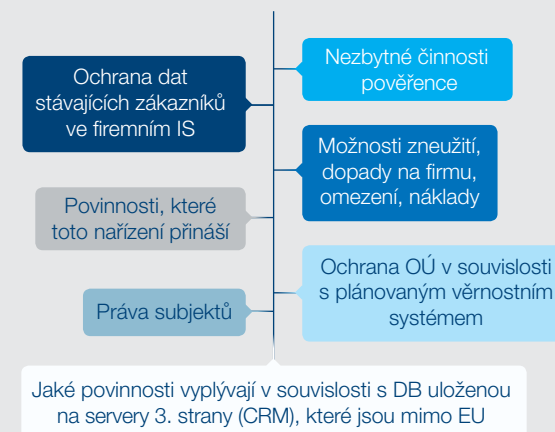 Nezbytné činnosti
pověřence
Ochrana dat
stávajících zákazníků
ve firemním IS
Možnosti zneužití,
dopady na firmu,
omezení, náklady
Povinnosti, které
toto nařízení přináší
Ochrana OÚ v souvislosti
s plánovaným věrnostním
systémem
Práva subjektů
Jaké povinnosti vyplývají v souvislosti s DB uloženou
na servery 3. strany (CRM), které jsou mimo EU